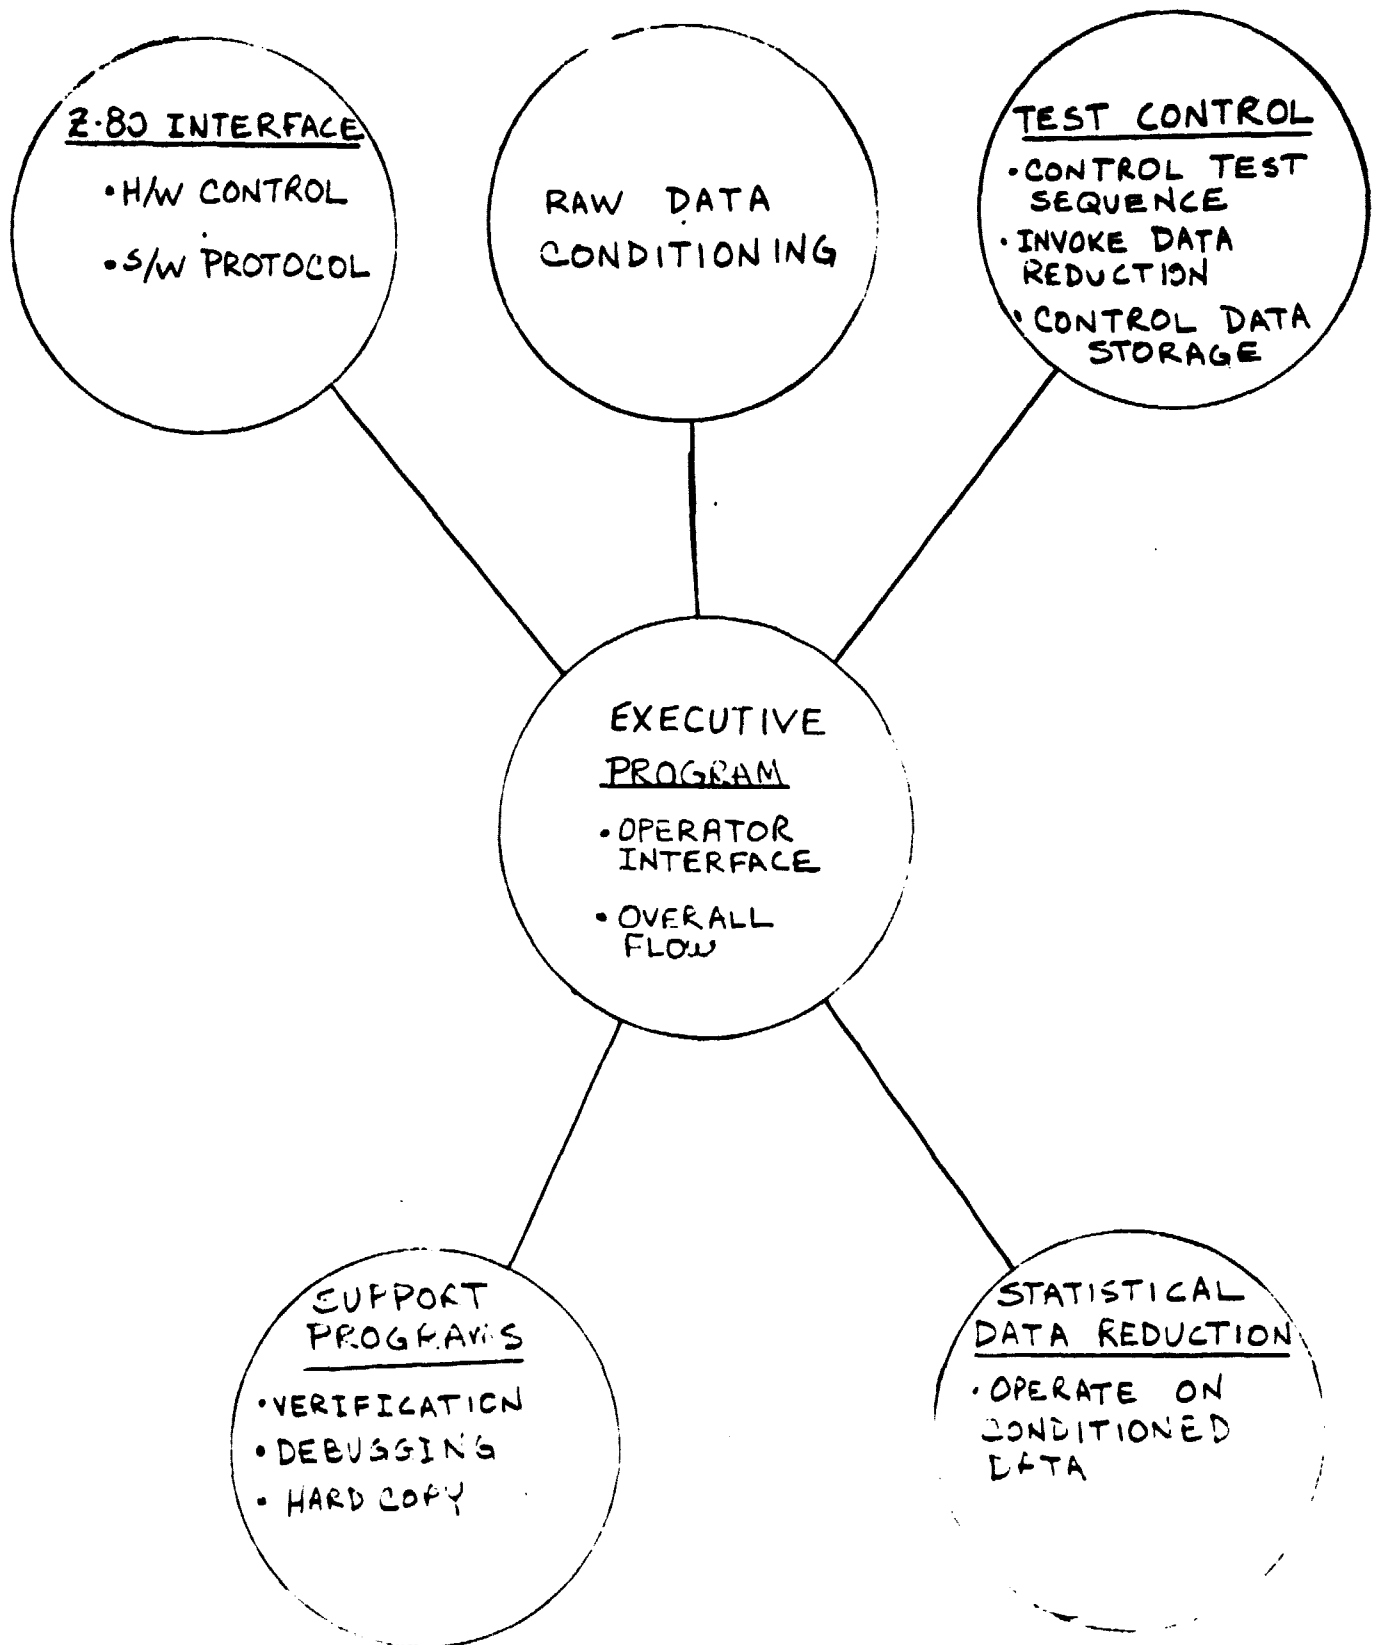 Z-80 INTERFACE
• H/W CONTROL
• S/W PROTOCOL
RAW DATA
CONDITIONING
TEST CONTROL
• CONTROL TEST
SEQUENCE
• INVOKE DATA
REDUCTION
• CONTROL DATA
STORAGE
EXECUTIVE
PROGRAM
• OPERATOR
INTERFACE
• OVERALL
FLOW
SUPPORT
PROGRAMS
• VERIFICATION
• DEBUGGING
• HARD COPY
STATISTICAL
DATA REDUCTION
• OPERATE ON
CONDITIONED
DATA